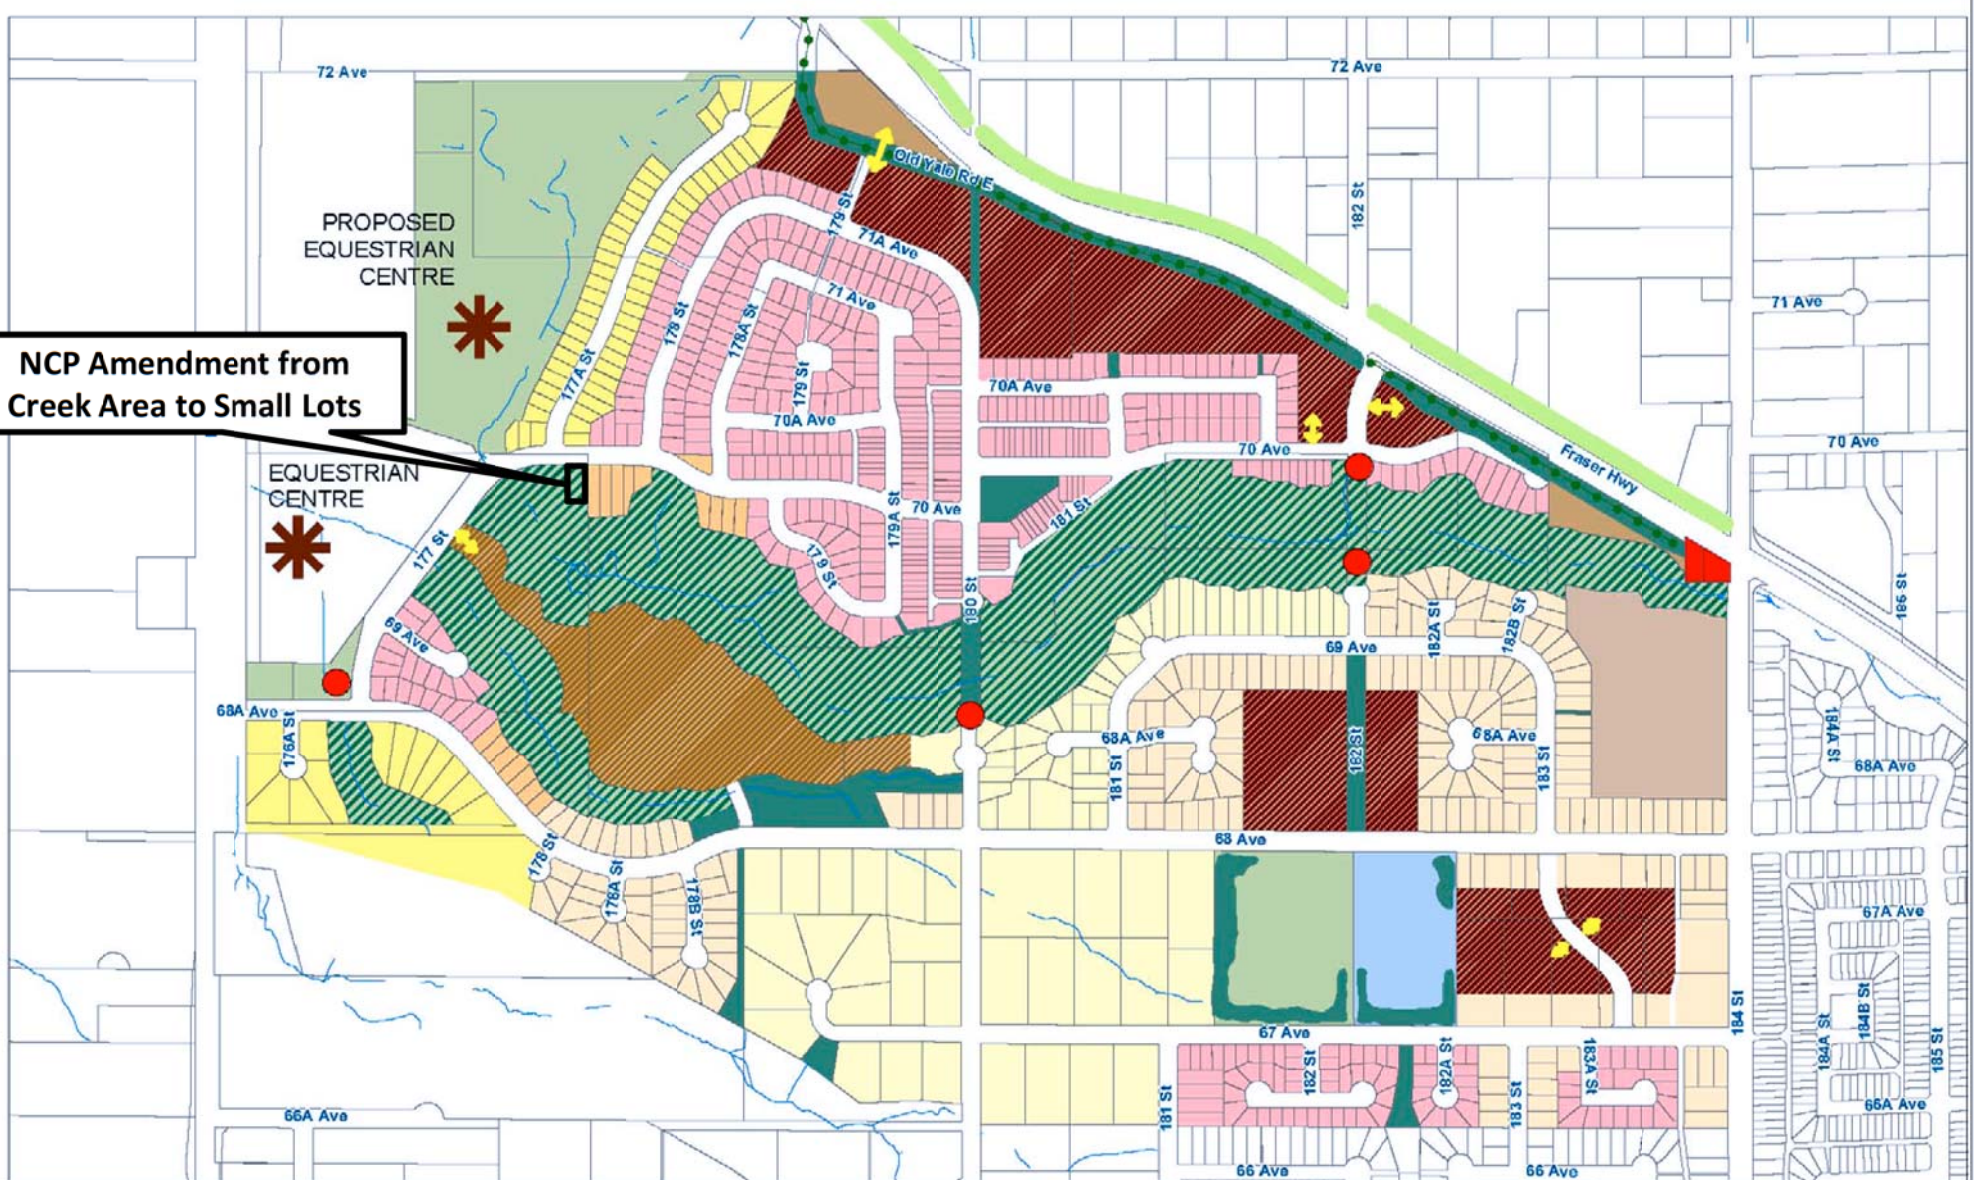 72 Ave
72 Ave
Old Yale Rd E
182 St
PROPOSED
EQUESTRIAN
CENTRE
179 St
71A Ave
71 Ave
71 Ave
178 St
178A St
177A St
179 St
NCP Amendment from
Creek Area to Small Lots
70A Ave
70A Ave
70 Ave
70 Ave
Fraser Hwy
EQUESTRIAN
CENTRE
70 Ave
179A St
181 St
177 St
179 St
180 St
185 St
69 Ave
182A St
182B St
69 Ave
68A Ave
176A St
68A Ave
181 St
182 St
68A Ave
183 St
184A St
68A Ave
68 Ave
178 St
178A St
178B St
67A Ave
184 St
184B St
184A St
185 St
67 Ave
181 St
182 St
182A St
183 St
183A St
66A Ave
66A Ave
66 Ave
66 Ave